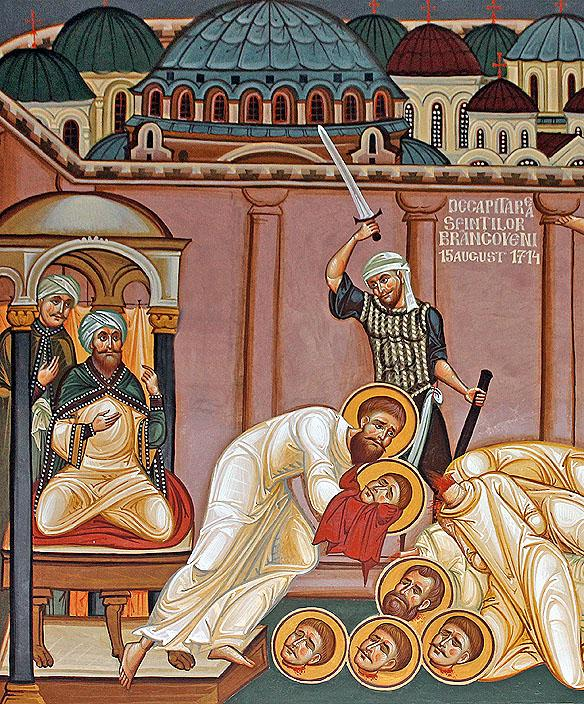 DECAPITAREA
SFINTILOR
BRANCOVENI
15 AUGUST 1714